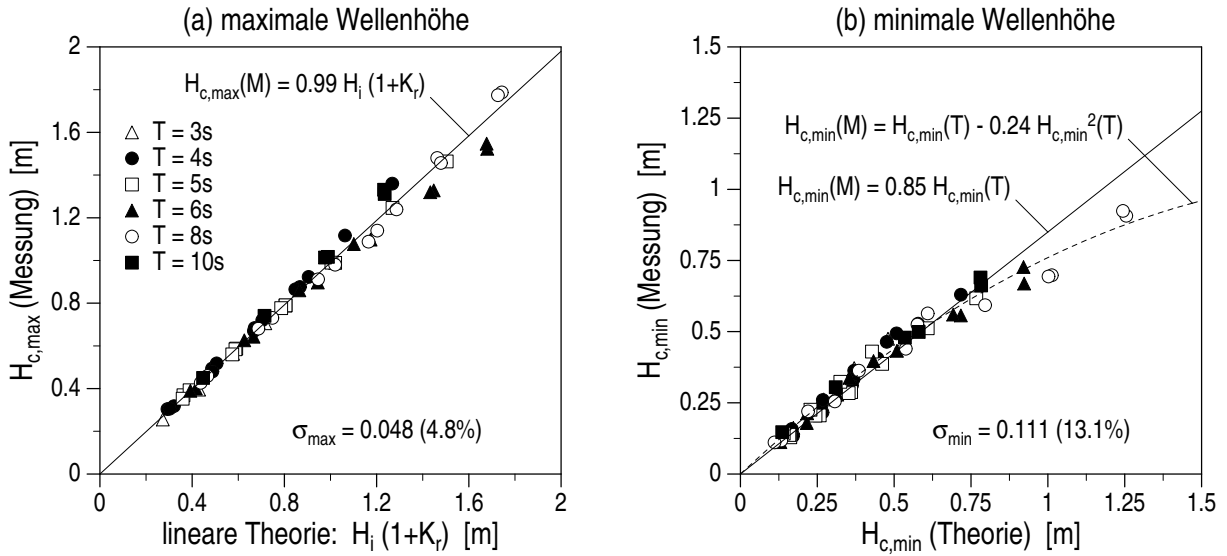 (a) maximale Wellenhöhe
H_c,max (Messung) [m]
2
1.6
1.2
0.8
0.4
0
H_c,max(M) = 0.99 H_i (1+K_r)
T = 3s
T = 4s
T = 5s
T = 6s
T = 8s
T = 10s
σ_max = 0.048 (4.8%)
0 0.4 0.8 1.2 1.6 2
lineare Theorie: H_i (1+K_r) [m]
(b) minimale Wellenhöhe
H_c,min (Messung) [m]
1.5
1.25
1
0.75
0.5
0.25
0
H_c,min(M) = H_c,min(T) - 0.24 H_c,min²(T)
H_c,min(M) = 0.85 H_c,min(T)
σ_min = 0.111 (13.1%)
0 0.25 0.5 0.75 1 1.25 1.5
H_c,min (Theorie) [m]